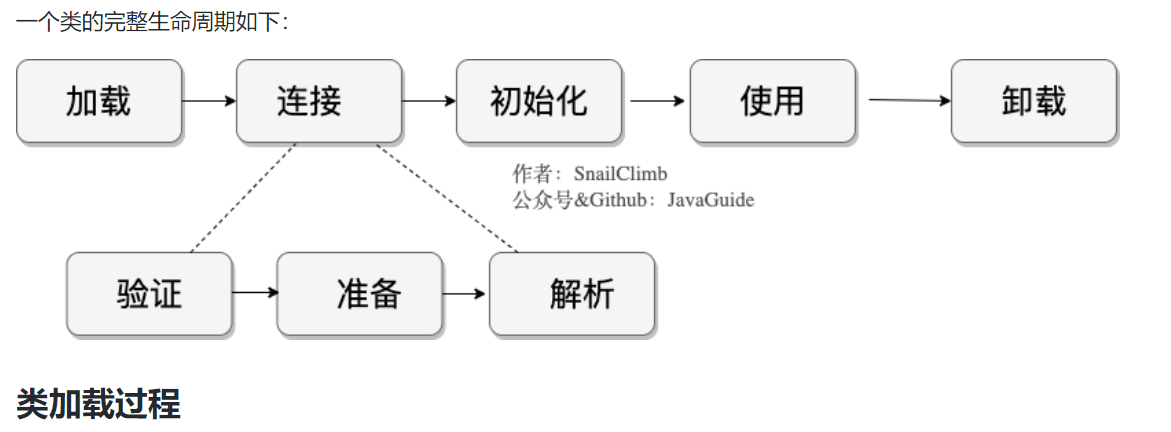 一个类的完整生命周期如下：
加载
连接
初始化
使用
卸载
作者：SnailClimb
公众号&Github：JavaGuide
验证
准备
解析
类加载过程